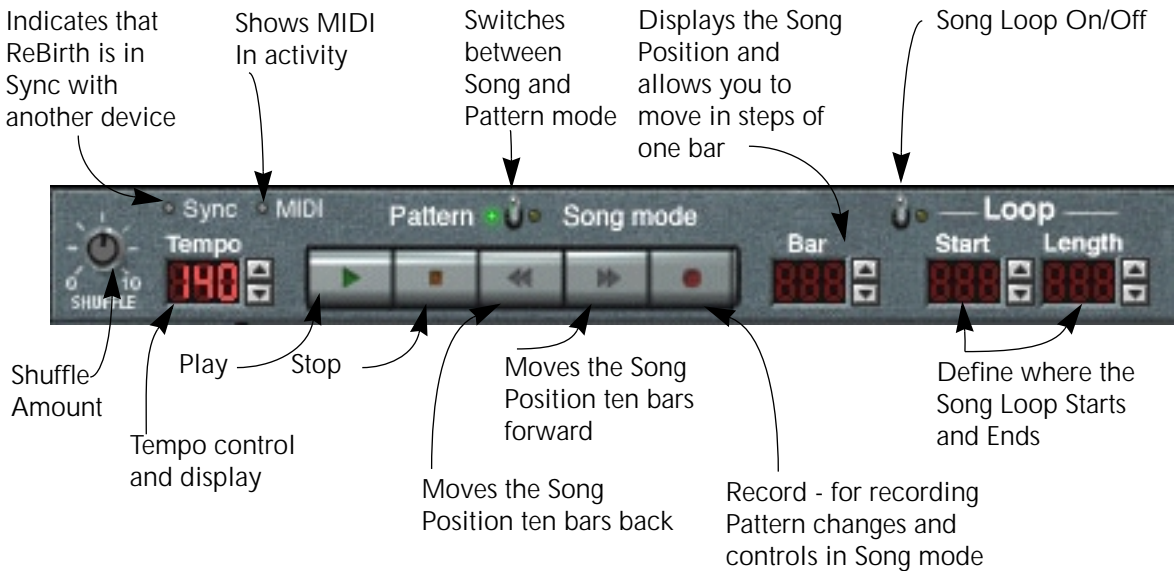 Indicates that
ReBirth is in
Sync with
another device
Shows MIDI
In activity
Switches
between
Song and
Pattern mode
Displays the Song
Position and
allows you to
move in steps of
one bar
Song Loop On/Off
Sync
MIDI
Pattern
Song mode
Loop
Tempo
Bar
Start
Length
140
0
10
SHUFFLE
Shuffle
Amount
Play
Stop
Tempo control
and display
Moves the Song
Position ten bars
forward
Moves the Song
Position ten bars back
Record - for recording
Pattern changes and
controls in Song mode
Define where the
Song Loop Starts
and Ends